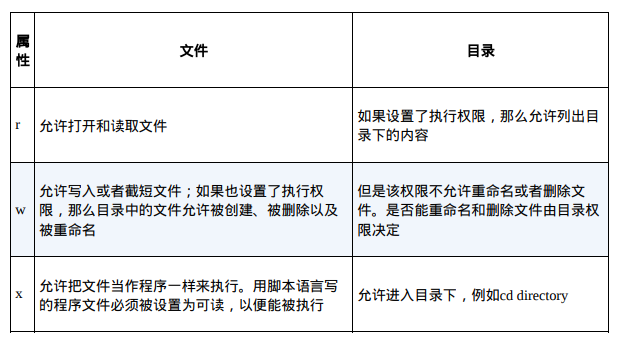 属性
文件
目录
r
允许打开和读取文件
如果设置了执行权限，那么允许列出目
录下的内容
w
允许写入或者截短文件；如果也设置了执行权
限，那么目录中的文件允许被创建、被删除以及
被重命名
但是该权限不允许重命名或者删除文
件。是否能重命名和删除文件由目录权
限决定
x
允许把文件当作程序一样来执行。用脚本语言写
的程序文件必须被设置为可读，以便能被执行
允许进入目录下，例如cd directory